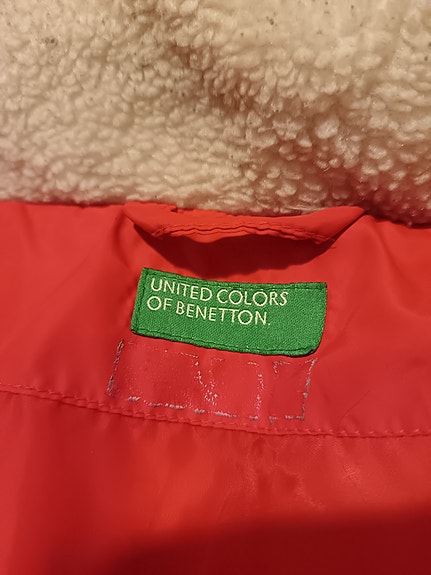 UNITED COLORS
OF BENETTON.